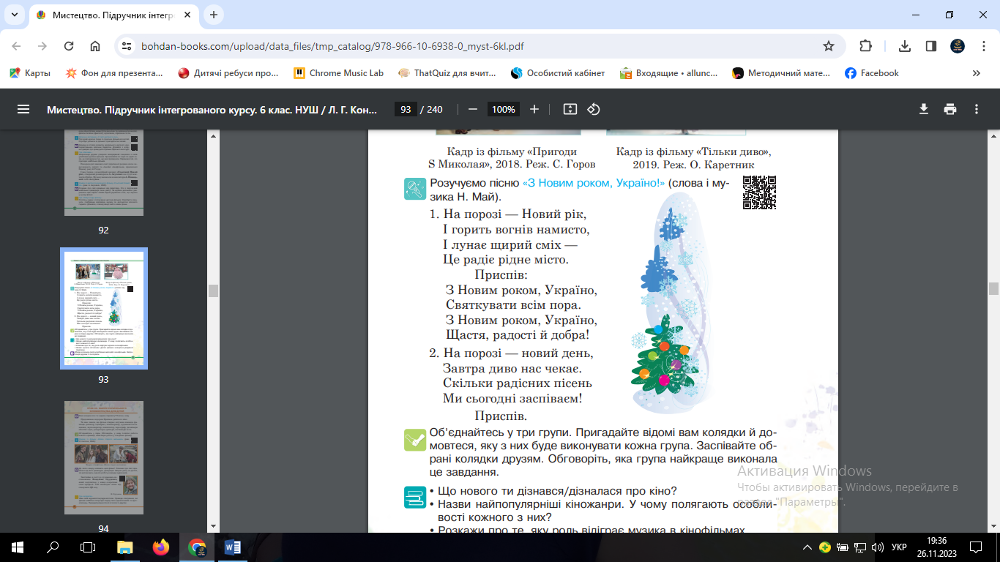 Мистецтво. Підручник інтегр
bohdan-books.com/upload/data_files/tmp_catalog/978-966-10-6938-0_myst-6kl.pdf
Карты
Фон для презента...
Дитячі ребуси про...
Chrome Music Lab
ThatQuiz для вчит...
Особистий кабінет
Входящие • allunc...
Методичний мате...
Facebook
Мистецтво. Підручник інтегрованого курсу. 6 клас. НУШ / Л. Г. Кон...
93 / 240
100%
92
93
94
Кадр із фільму «Пригоди
S Миколая», 2018. Реж. С. Горов
Кадр із фільму «Тільки диво»,
2019. Реж. О. Каретник
Розучуємо пісню «З Новим роком, Україно!» (слова і му-
зика Н. Май).
1. На порозі — Новий рік,
І горить вогнів намисто,
І лунає щирий сміх —
Це радіє рідне місто.
Приспів:
З Новим роком, Україно,
Святкувати всім пора.
З Новим роком, Україно,
Щастя, радості й добра!
2. На порозі — новий день,
Завтра диво нас чекає.
Скільки радісних пісень
Ми сьогодні заспіваєм!
Приспів.
Об’єднайтесь у три групи. Пригадайте відомі вам колядки й до-
мовтеся, яку з них буде виконувати кожна група. Заспівайте об-
рані колядки друзям. Обговоріть, яка група найкраще виконала
це завдання.
• Що нового ти дізнався/дізналася про кіно?
• Назви найпопулярніші кіножанри. У чому полягають особли-
вості кожного з них?
• Розкажи про те, яку роль відіграє музика в кінофільмах.
Активация Windows
Чтобы активировать Windows, перейдите в
раздел "Параметры".
УКР
19:36
26.11.2023